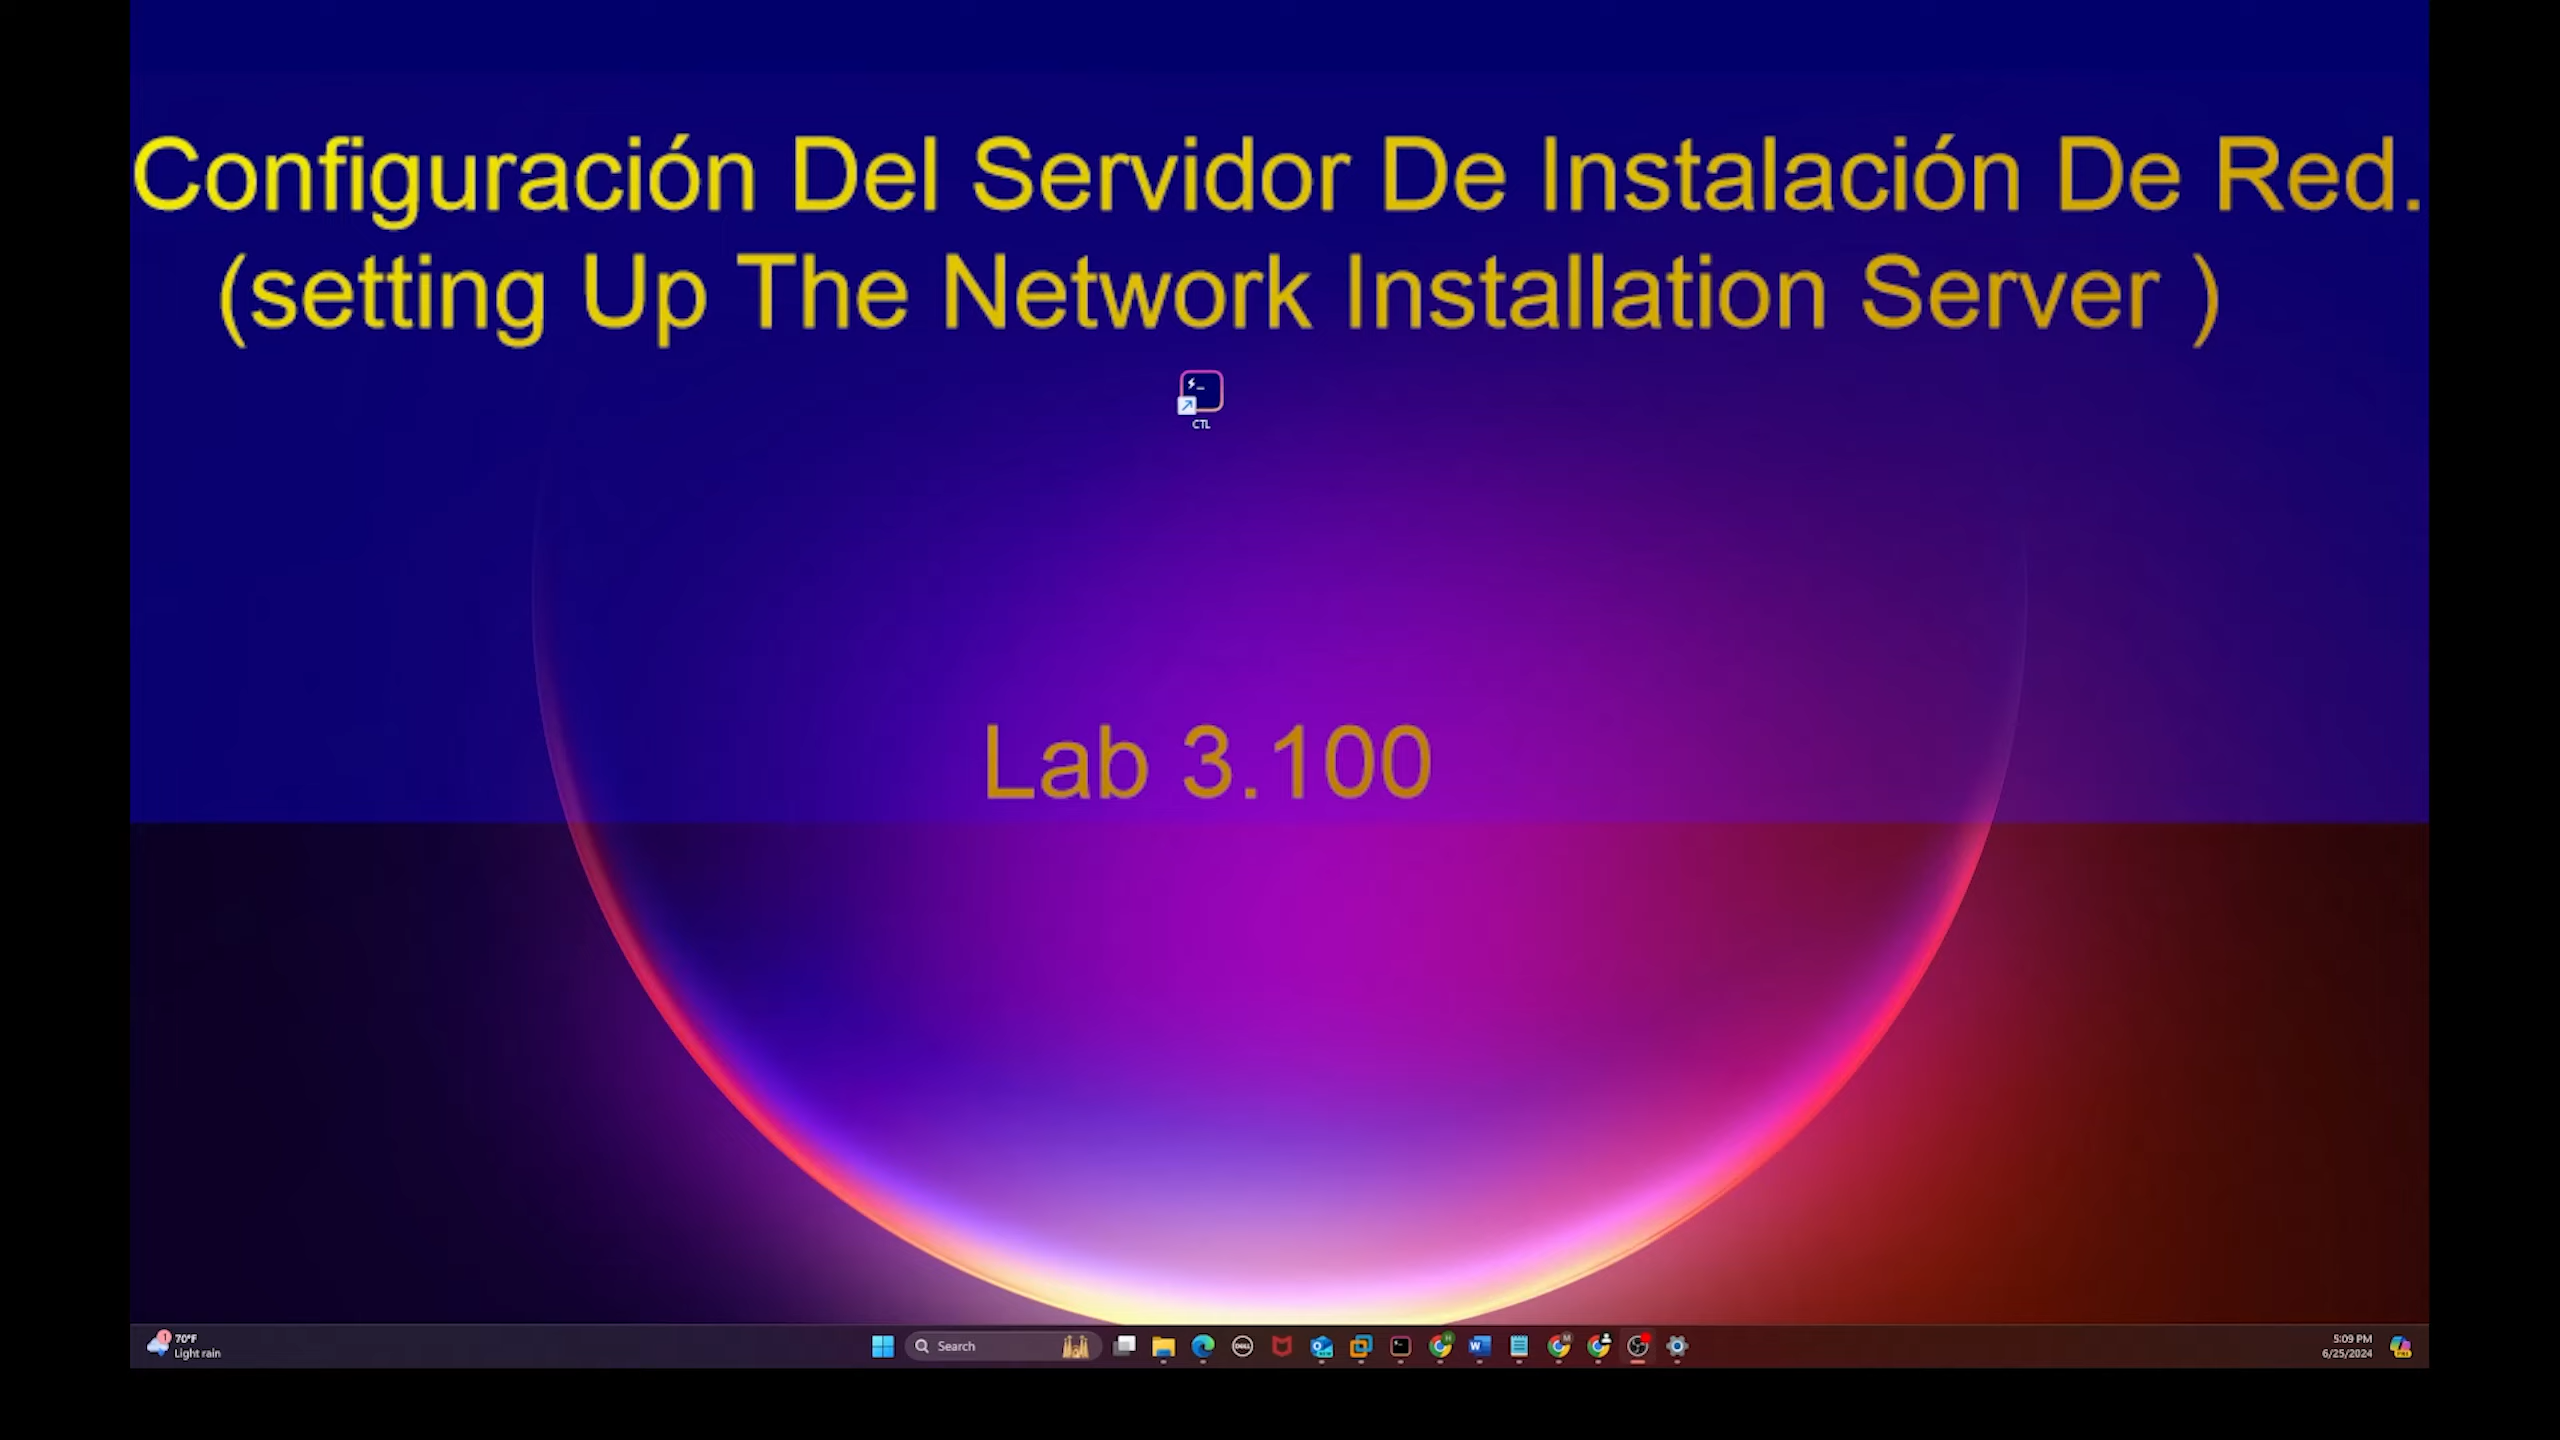 Configuración Del Servidor De Instalación De Red.
(setting Up The Network Installation Server )
CTL
Lab 3.100
70°F
Light rain
Search
5:09 PM
6/25/2024